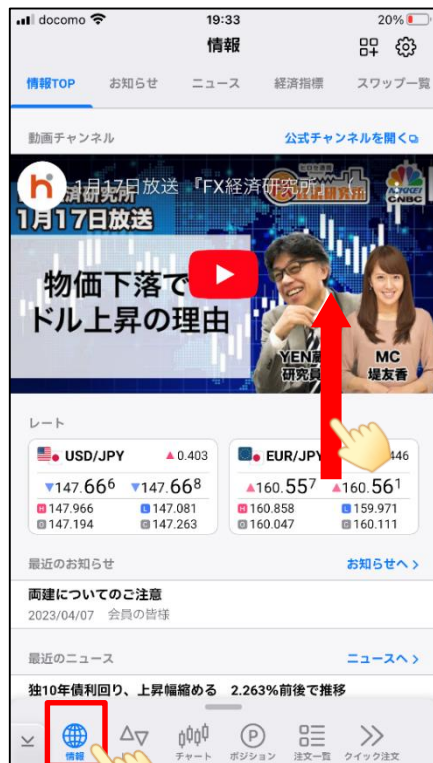 docomo 19:33 20%
情報
情報TOP お知らせ ニュース 経済指標 スワップ一覧
動画チャンネル 公式チャンネルを開く
h 1月17日放送 『FX経済研究所』
NIKKEI CNBC
1月17日放送
物価下落で
ドル上昇の理由
YEN蔵 MC
研究員 堤友香
レート
USD/JPY ▲0.403 EUR/JPY 446
▼147.666 ▼147.668 ▲160.557 ▲160.561
H 147.966 L 147.081 H 160.858 L 159.971
O 147.194 C 147.263 O 160.047 C 160.111
最近のお知らせ お知らせへ >
両建についてのご注意
2023/04/07 会員の皆様
最近のニュース ニュースへ >
独10年債利回り、上昇幅縮める 2.263%前後で推移
情報 チャート ポジション 注文一覧 クイック注文